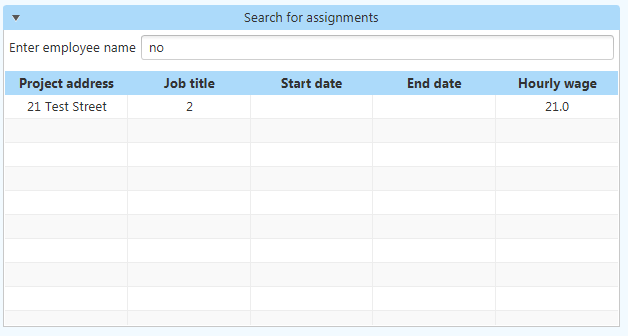 Search for assignments
Enter employee name no
Project address Job title Start date End date Hourly wage
21 Test Street 2 21.0